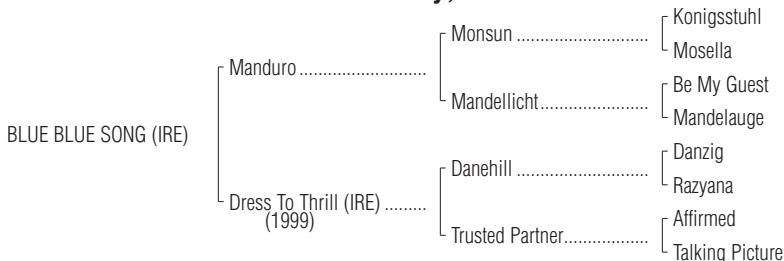 Konigsstuhl
Monsun ............................
Mosella
Manduro ...........................
Be My Guest
Mandellicht.......................
Mandelauge
BLUE BLUE SONG (IRE)
Danzig
Danehill ............................
Razyana
Dress To Thrill (IRE) .........
(1999)
Affirmed
Trusted Partner..................
Talking Picture